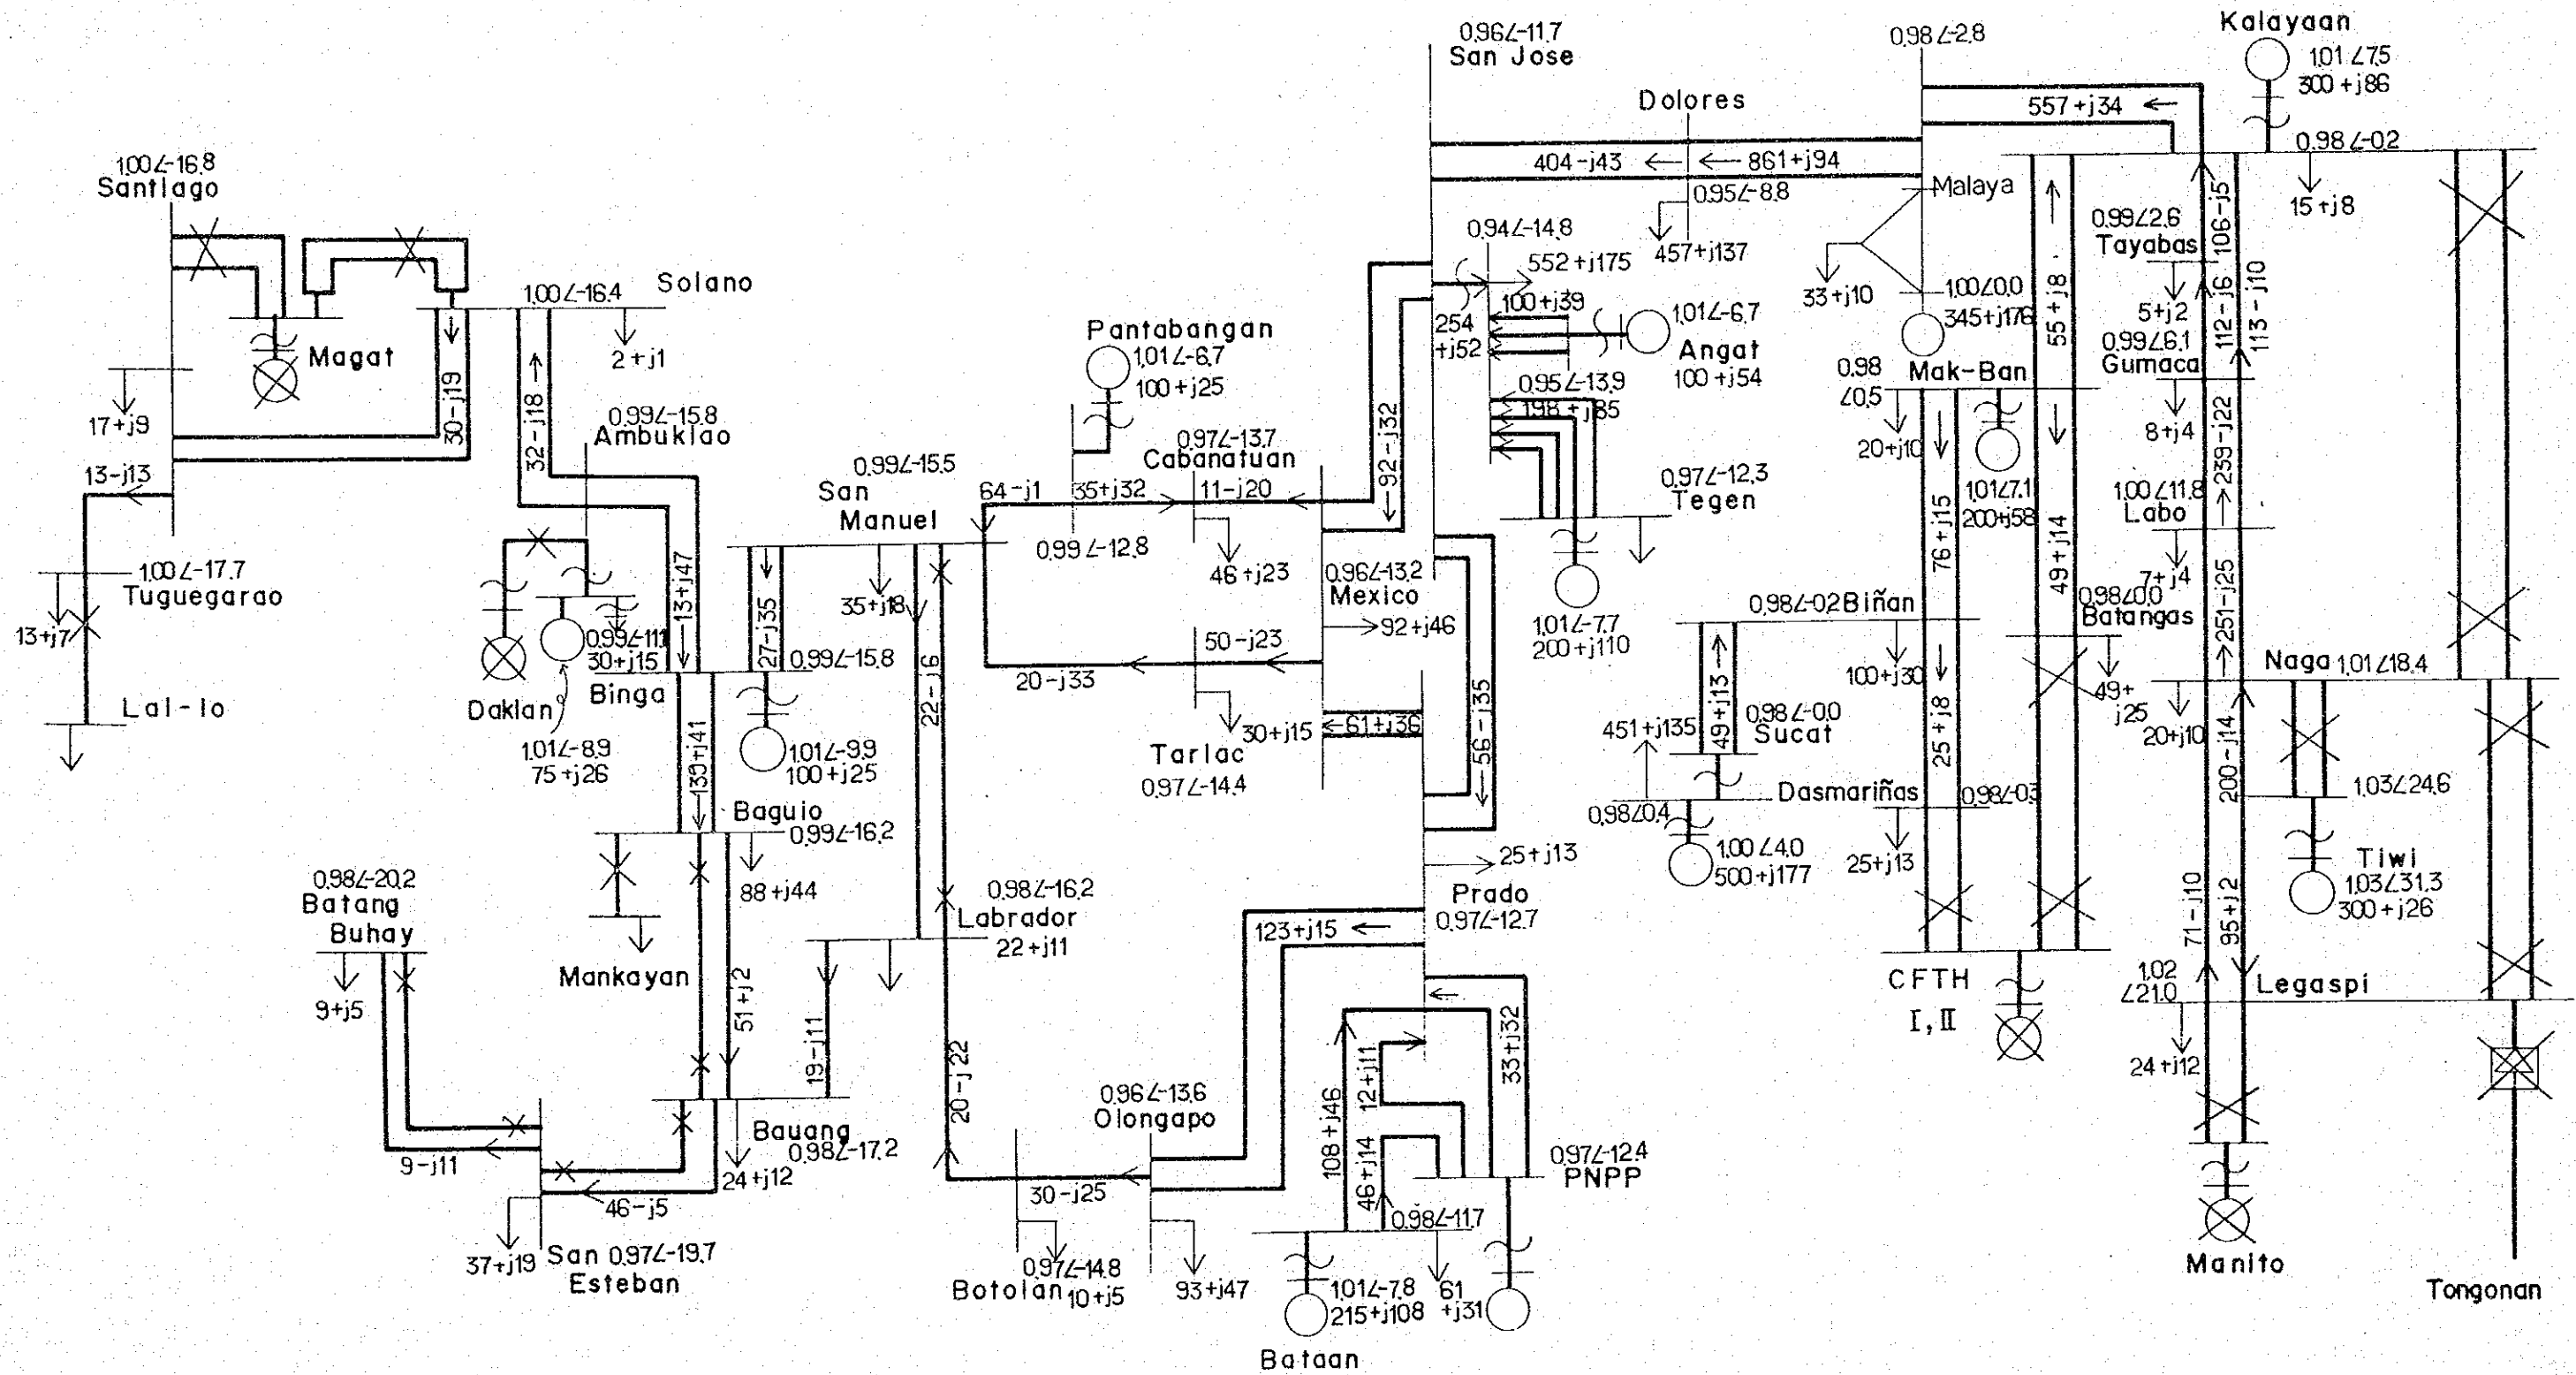 0.96∠-11.7
San Jose
0.98∠-2.8
Kalayaan
1.01∠7.5
300+j86
Dolores
557+j34
0.98∠-0.2
404-j43
861+j94
1.00∠-16.8
Santiago
Malaya
0.95∠-8.8
15+j8
0.99∠2.6
Tayabas
106-j5
0.94∠-14.8
552+j175
457+j137
33+j10
1.00∠0.0
345+j176
55+j8
5+j2
112-j6
113-j10
Solano
1.00∠-16.4
2+j1
Magat
30-j19
32-j18
17+j9
100+j39
254
+j52
1.01∠-6.7
Angat
100+j54
Pantabangan
1.01∠-6.7
100+j25
0.95∠-13.9
198+j85
0.98
∠0.5
Mak-Ban
20+j10
1.01∠7.1
200+j58
0.99∠6.1
Gumaca
8+j4
239-j22
0.99∠-15.8
Ambuklao
0.97∠-13.7
Cabanatuan
92-j32
0.99∠-15.5
San
Manuel
64-j1
35+j32
11-j20
0.97∠-12.3
Tegen
76+j15
49+j14
1.00∠11.8
Labo
7+j4
251-j25
13-j13
13+j47
27-j35
0.99∠-12.8
46+j23
0.96∠-13.2
Mexico
92+j46
1.01∠-7.7
200+j110
0.98∠-0.2
Biñan
100+j30
0.98∠0.0
Batangas
49+
j25
1.00∠-17.7
Tuguegarao
13+j7
0.99∠-11.1
30+j15
35+j18
0.99∠-15.8
Binga
Daklan
1.01∠-8.9
75+j26
Lal-lo
22-j6
20-j33
50-j23
Tarlac
30+j15
0.97∠-14.4
61+j36
56-j35
451+j135
49+j13
0.98∠-0.0
Sucat
25+j8
Naga
1.01∠18.4
20+j10
200-j14
139+j41
1.01∠-9.9
100+j25
Baguio
0.99∠-16.2
88+j44
0.98∠0.4
Dasmariñas
0.98∠-0.3
1.00∠4.0
500+j177
25+j13
1.03∠24.6
Tiwi
1.03∠31.3
300+j26
25+j13
Prado
0.97∠-12.7
0.98∠-20.2
Batang
Buhay
9+j5
Mankayan
51+j2
0.98∠-16.2
Labrador
22+j11
123+j15
CFTH
I,II
71-j10
95+j2
1.02
∠21.0
Legaspi
24+j12
19-j11
20-j22
108+j46
46+j14
12+j11
33+j32
0.96∠-13.6
Olongapo
0.97∠-12.4
PNPP
Bauang
0.98∠-17.2
24+j12
9-j11
46-j5
30-j25
0.98∠-11.7
37+j19
San
0.97∠-19.7
Esteban
0.97∠-14.8
Botolan
10+j5
93+j47
1.01∠-7.8
215+j108
61
+j31
Bataan
Manito
Tongonan